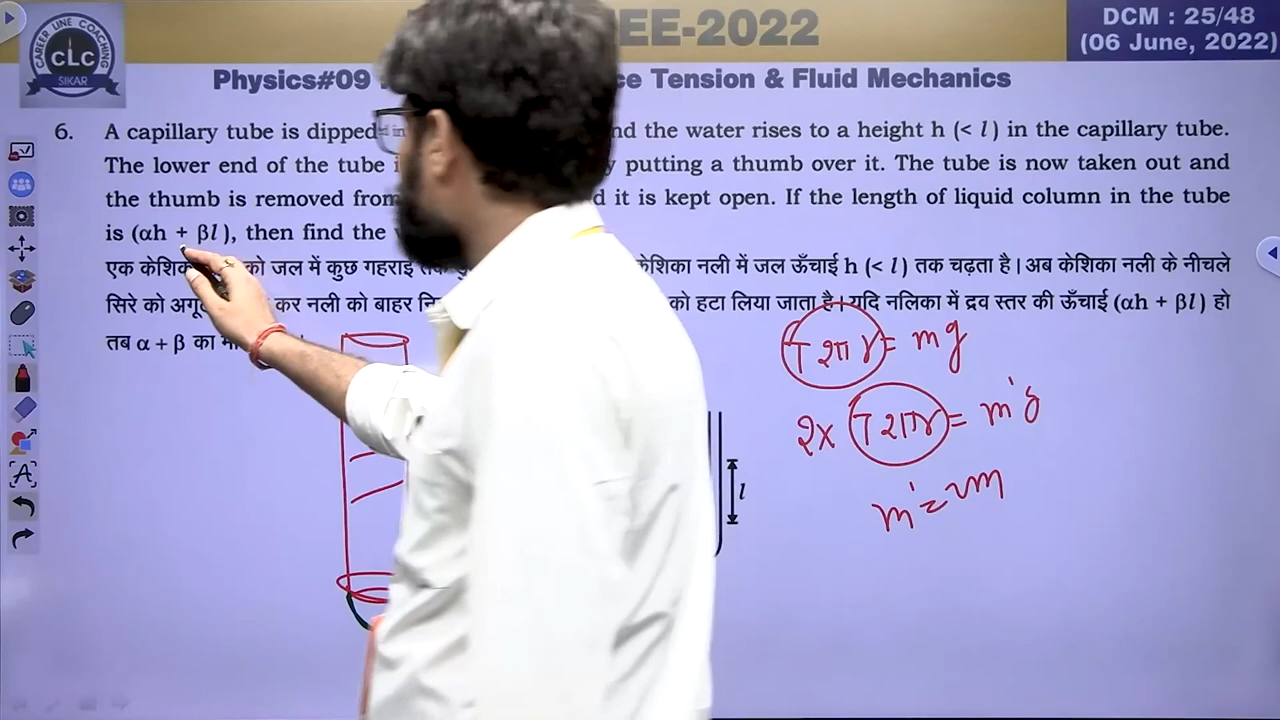 EE-2022
DCM : 25/48
(06 June, 2022)
CAREER LINE COACHING
CLC
SIKAR
Physics#09 ce Tension & Fluid Mechanics
6. A capillary tube is dipped in nd the water rises to a height h (< l) in the capillary tube.
The lower end of the tube i y putting a thumb over it. The tube is now taken out and
the thumb is removed from d it is kept open. If the length of liquid column in the tube
is (αh + βl), then find the
एक केशिक को जल में कुछ गहराई केशिका नली में जल ऊँचाई h (< l) तक चढ़ता है। अब केशिका नली के नीचले
सिरे को अगू कर नली को बाहर नि को हटा लिया जाता है। यदि नलिका में द्रव स्तर की ऊँचाई (αh + βl) हो
तब α + β का
T 2π r = mg
2x T 2π r = m'g
m' = 2m
l